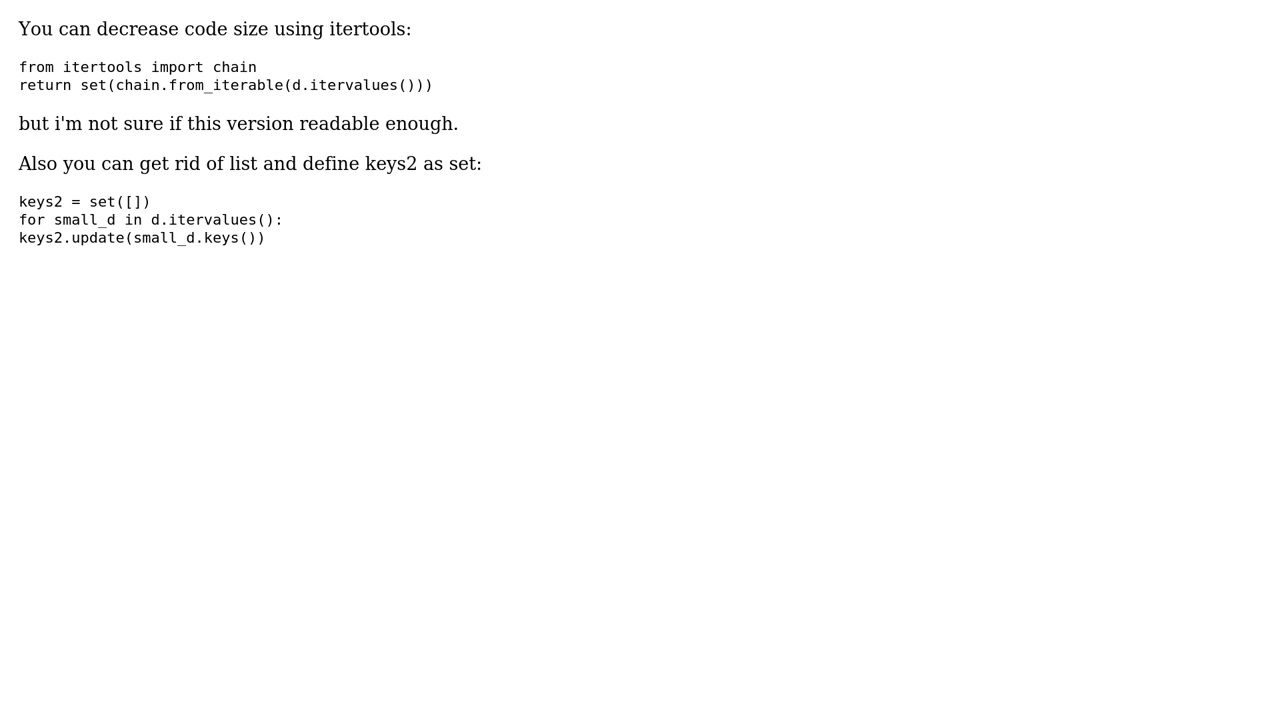 You can decrease code size using itertools:
from itertools import chain
return set(chain.from_iterable(d.itervalues()))
but i'm not sure if this version readable enough.
Also you can get rid of list and define keys2 as set:
keys2 = set([])
for small_d in d.itervalues():
keys2.update(small_d.keys())